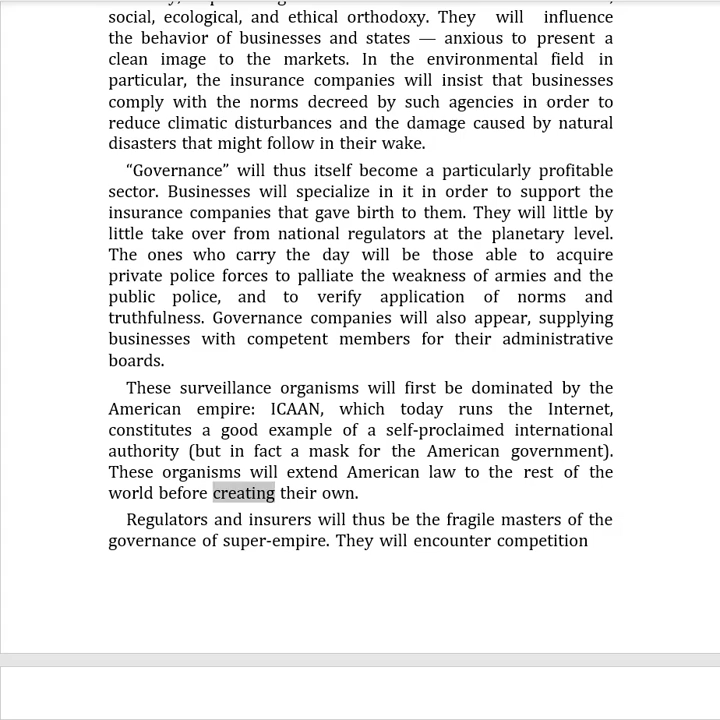 social, ecological, and ethical orthodoxy. They will influence
the behavior of businesses and states — anxious to present a
clean image to the markets. In the environmental field in
particular, the insurance companies will insist that businesses
comply with the norms decreed by such agencies in order to
reduce climatic disturbances and the damage caused by natural
disasters that might follow in their wake.
“Governance” will thus itself become a particularly profitable
sector. Businesses will specialize in it in order to support the
insurance companies that gave birth to them. They will little by
little take over from national regulators at the planetary level.
The ones who carry the day will be those able to acquire
private police forces to palliate the weakness of armies and the
public police, and to verify application of norms and
truthfulness. Governance companies will also appear, supplying
businesses with competent members for their administrative
boards.
These surveillance organisms will first be dominated by the
American empire: ICAAN, which today runs the Internet,
constitutes a good example of a self-proclaimed international
authority (but in fact a mask for the American government).
These organisms will extend American law to the rest of the
world before creating their own.
Regulators and insurers will thus be the fragile masters of the
governance of super-empire. They will encounter competition